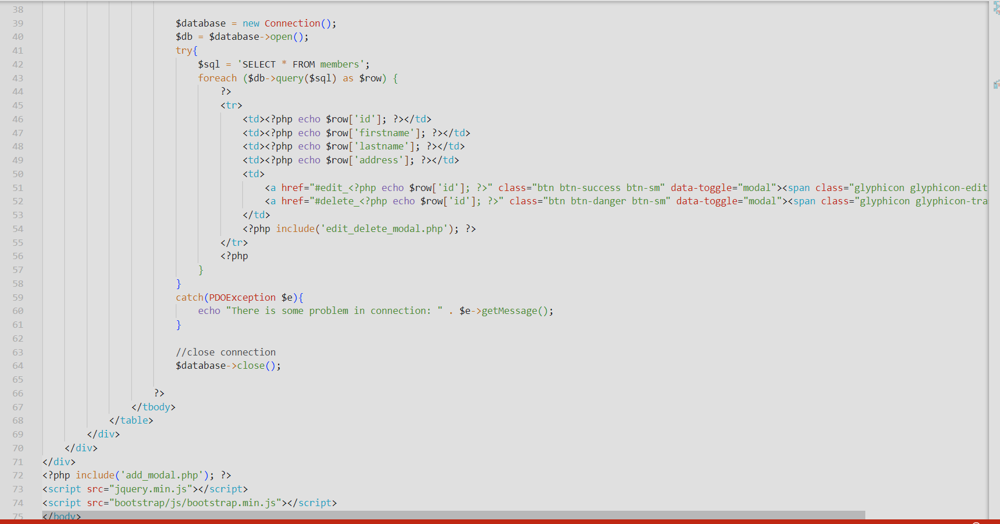 38
39 $database = new Connection();
40 $db = $database->open();
41 try{
42 $sql = 'SELECT * FROM members';
43 foreach ($db->query($sql) as $row) {
44 ?>
45 <tr>
46 <td><?php echo $row['id']; ?></td>
47 <td><?php echo $row['firstname']; ?></td>
48 <td><?php echo $row['lastname']; ?></td>
49 <td><?php echo $row['address']; ?></td>
50 <td>
51 <a href="#edit_<?php echo $row['id']; ?>" class="btn btn-success btn-sm" data-toggle="modal"><span class="glyphicon glyphicon-edit
52 <a href="#delete_<?php echo $row['id']; ?>" class="btn btn-danger btn-sm" data-toggle="modal"><span class="glyphicon glyphicon-tra
53 </td>
54 <?php include('edit_delete_modal.php'); ?>
55 </tr>
56 <?php
57 }
58 }
59 catch(PDOException $e){
60 echo "There is some problem in connection: " . $e->getMessage();
61 }
62
63 //close connection
64 $database->close();
65
66 ?>
67 </tbody>
68 </table>
69 </div>
70 </div>
71 </div>
72 <?php include('add_modal.php'); ?>
73 <script src="jquery.min.js"></script>
74 <script src="bootstrap/js/bootstrap.min.js"></script>
75 </body>